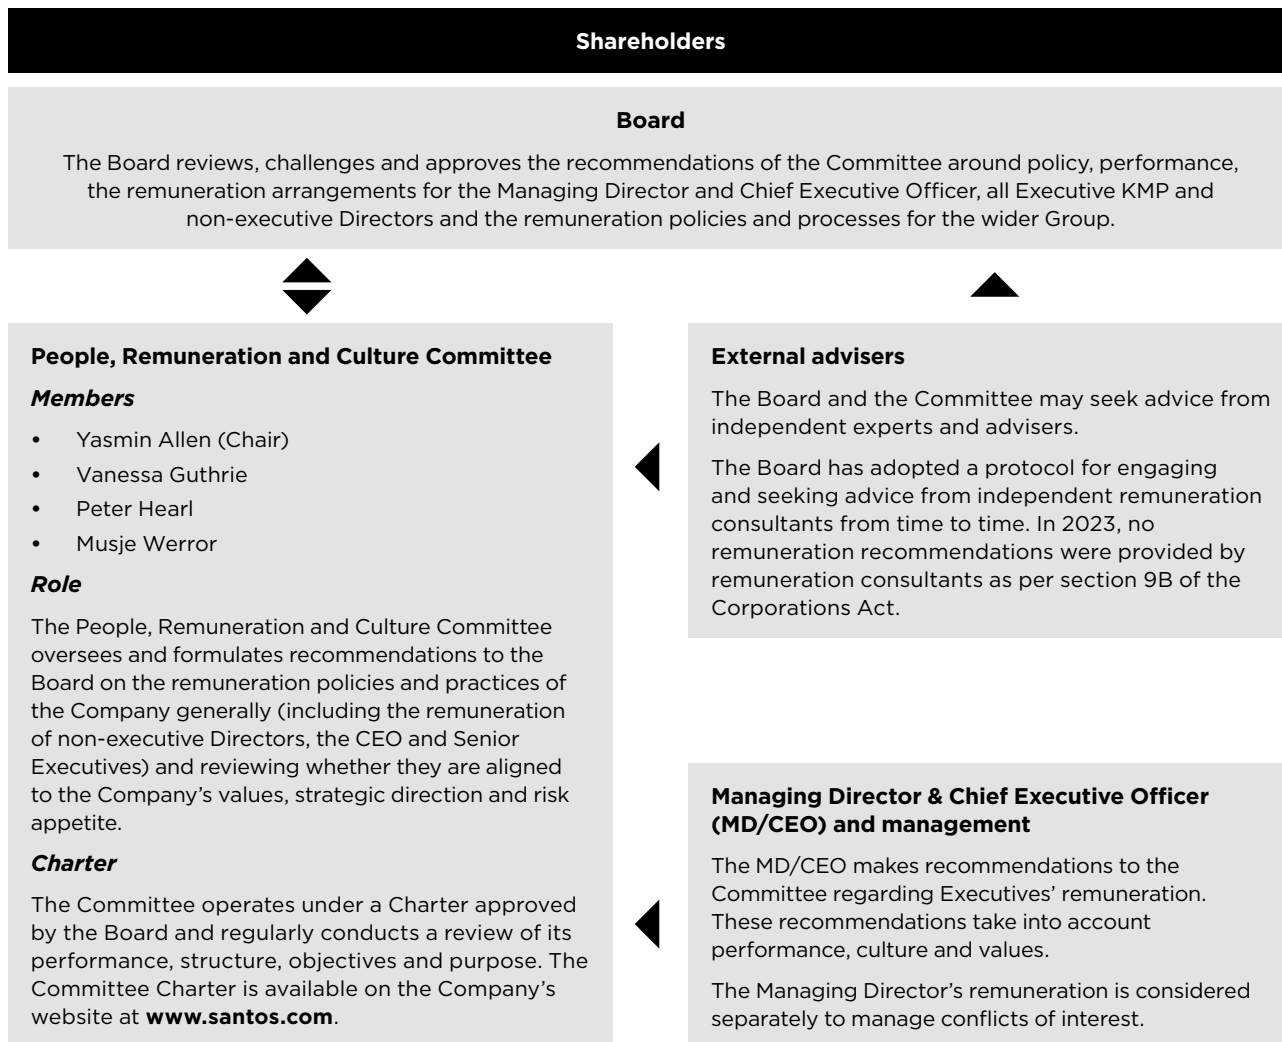 Shareholders
Board
The Board reviews, challenges and approves the recommendations of the Committee around policy, performance,
the remuneration arrangements for the Managing Director and Chief Executive Officer, all Executive KMP and
non-executive Directors and the remuneration policies and processes for the wider Group.
People, Remuneration and Culture Committee
Members
• Yasmin Allen (Chair)
• Vanessa Guthrie
• Peter Hearl
• Musje Werror
Role
The People, Remuneration and Culture Committee
oversees and formulates recommendations to the
Board on the remuneration policies and practices of
the Company generally (including the remuneration
of non-executive Directors, the CEO and Senior
Executives) and reviewing whether they are aligned
to the Company’s values, strategic direction and risk
appetite.
Charter
The Committee operates under a Charter approved
by the Board and regularly conducts a review of its
performance, structure, objectives and purpose. The
Committee Charter is available on the Company’s
website at www.santos.com.
External advisers
The Board and the Committee may seek advice from
independent experts and advisers.
The Board has adopted a protocol for engaging
and seeking advice from independent remuneration
consultants from time to time. In 2023, no
remuneration recommendations were provided by
remuneration consultants as per section 9B of the
Corporations Act.
Managing Director & Chief Executive Officer
(MD/CEO) and management
The MD/CEO makes recommendations to the
Committee regarding Executives’ remuneration.
These recommendations take into account
performance, culture and values.
The Managing Director’s remuneration is considered
separately to manage conflicts of interest.